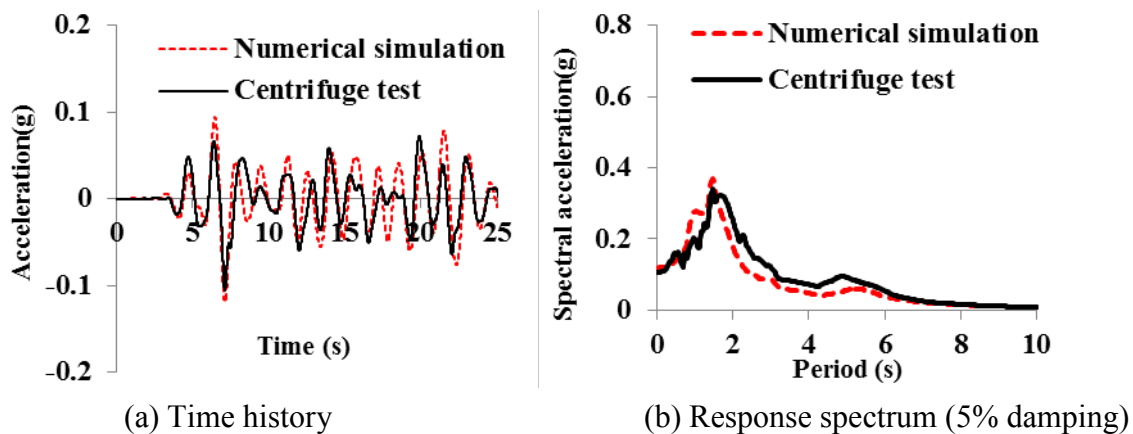 0.2
0.1
0
-0.1
-0.2
Acceleration(g)
Numerical simulation
Centrifuge test
0 5 10 15 20 25
Time (s)
(a) Time history
0.8
0.6
0.4
0.2
0
Spectral acceleration(g)
Numerical simulation
Centrifuge test
0 2 4 6 8 10
Period (s)
(b) Response spectrum (5% damping)